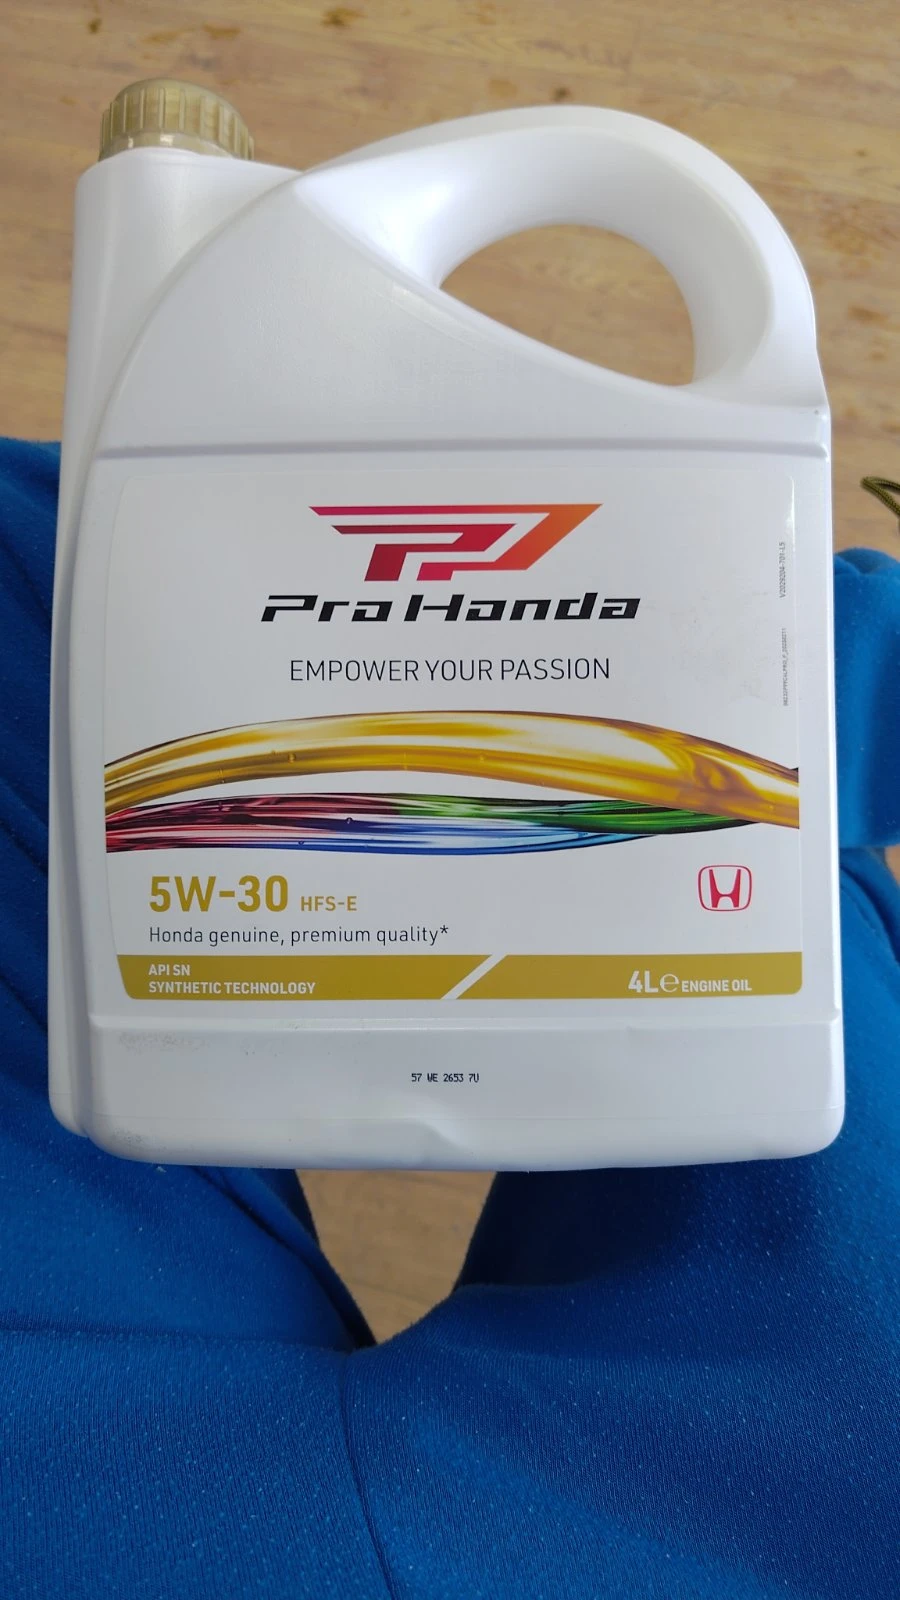 Pro Honda
EMPOWER YOUR PASSION
5W-30 HFS-E
Honda genuine, premium quality*
API SN
SYNTHETIC TECHNOLOGY
4L℮ ENGINE OIL
57 WE 2653 7U